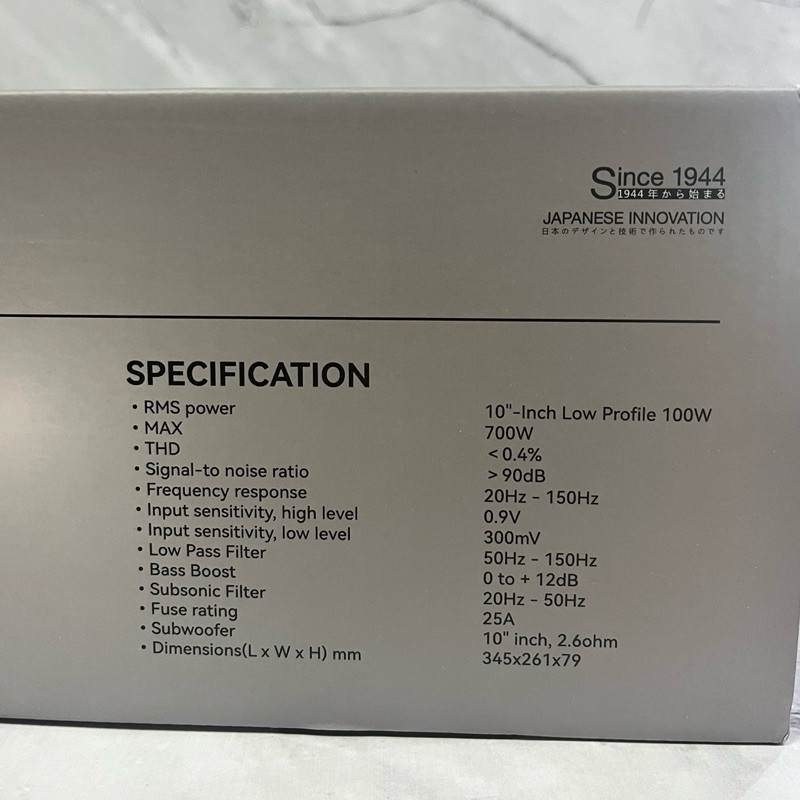 Since 1944
1944年から始まる
JAPANESE INNOVATION
日本のデザインと技術で作られたものです
SPECIFICATION
• RMS power 10"-Inch Low Profile 100W
• MAX 700W
• THD <0.4%
• Signal-to noise ratio >90dB
• Frequency response 20Hz - 150Hz
• Input sensitivity, high level 0.9V
• Input sensitivity, low level 300mV
• Low Pass Filter 50Hz - 150Hz
• Bass Boost 0 to + 12dB
• Subsonic Filter 20Hz - 50Hz
• Fuse rating 25A
• Subwoofer 10" inch, 2.6ohm
• Dimensions(L x W x H) mm 345x261x79